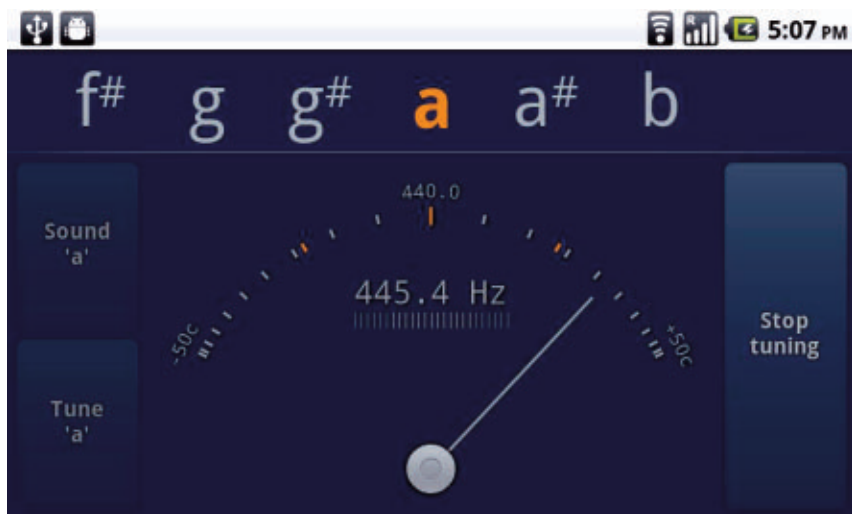 R 5:07 PM
f# g g# a a# b
440.0
Sound
'a'
445.4 Hz
-50c
+50c
Stop
tuning
Tune
'a'